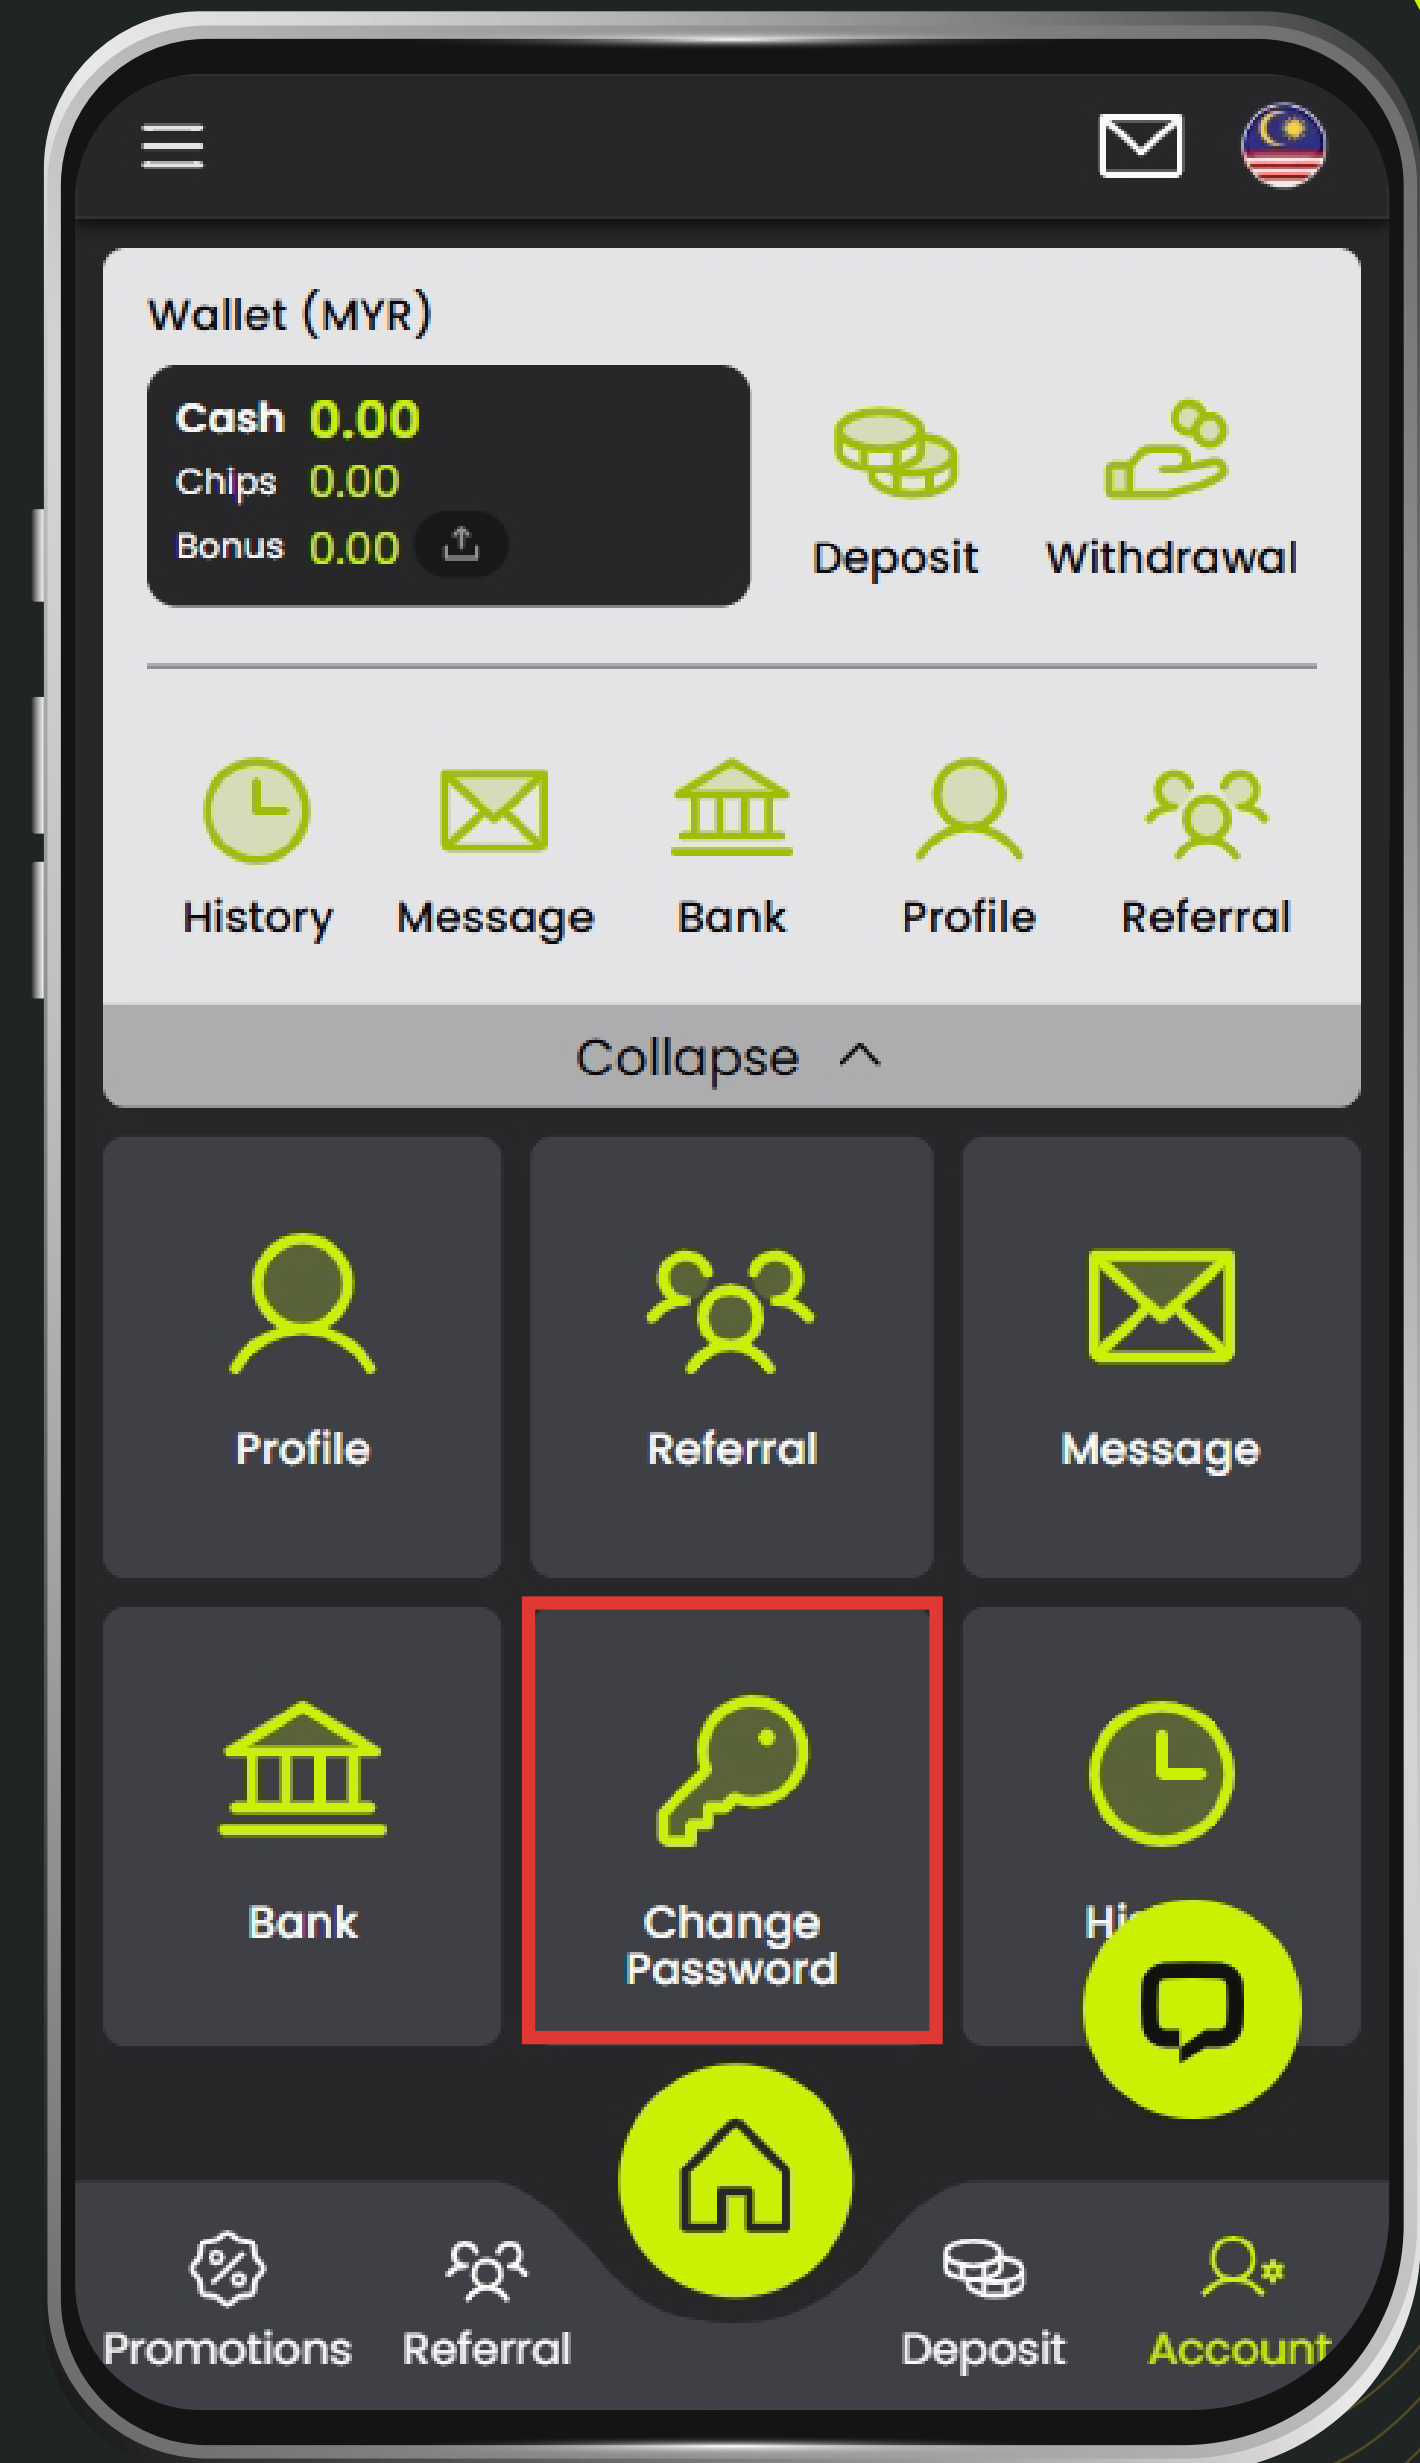 Wallet (MYR)
Cash 0.00
Chips 0.00
Bonus 0.00
Deposit Withdrawal
History Message Bank Profile Referral
Collapse
Profile Referral Message
Bank Change
Password
Promotions Referral Deposit Account